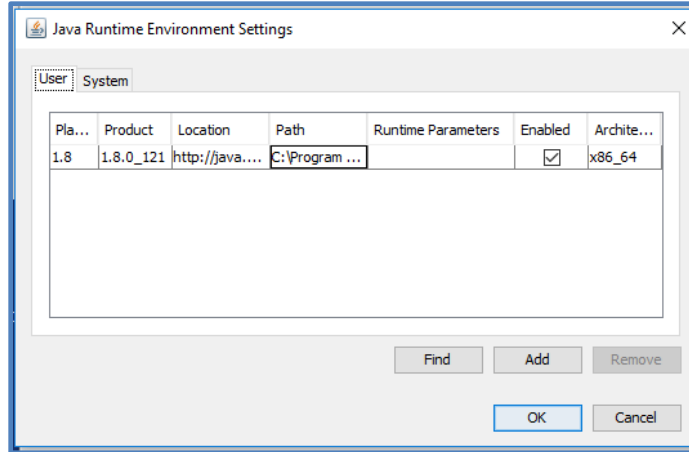 Java Runtime Environment Settings
User System
Pla... Product Location Path Runtime Parameters Enabled Archite...
1.8 1.8.0_121 http://java.... C:\Program ... x86_64
Find Add Remove
OK Cancel